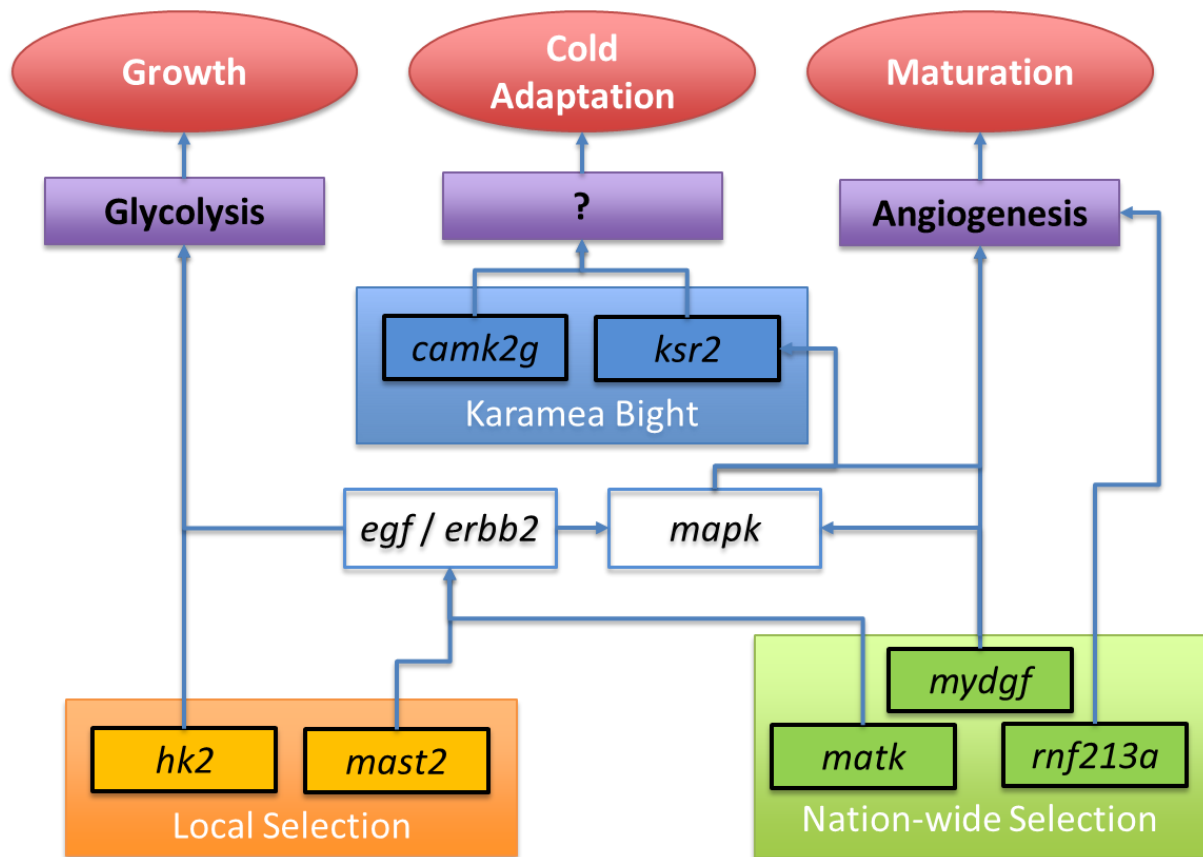 Growth
Cold
Adaptation
Maturation
Glycolysis
?
Angiogenesis
camk2g
ksr2
Karamea Bight
egf / erbb2
mapk
mydgf
hk2
mast2
matk
rnf213a
Local Selection
Nation-wide Selection